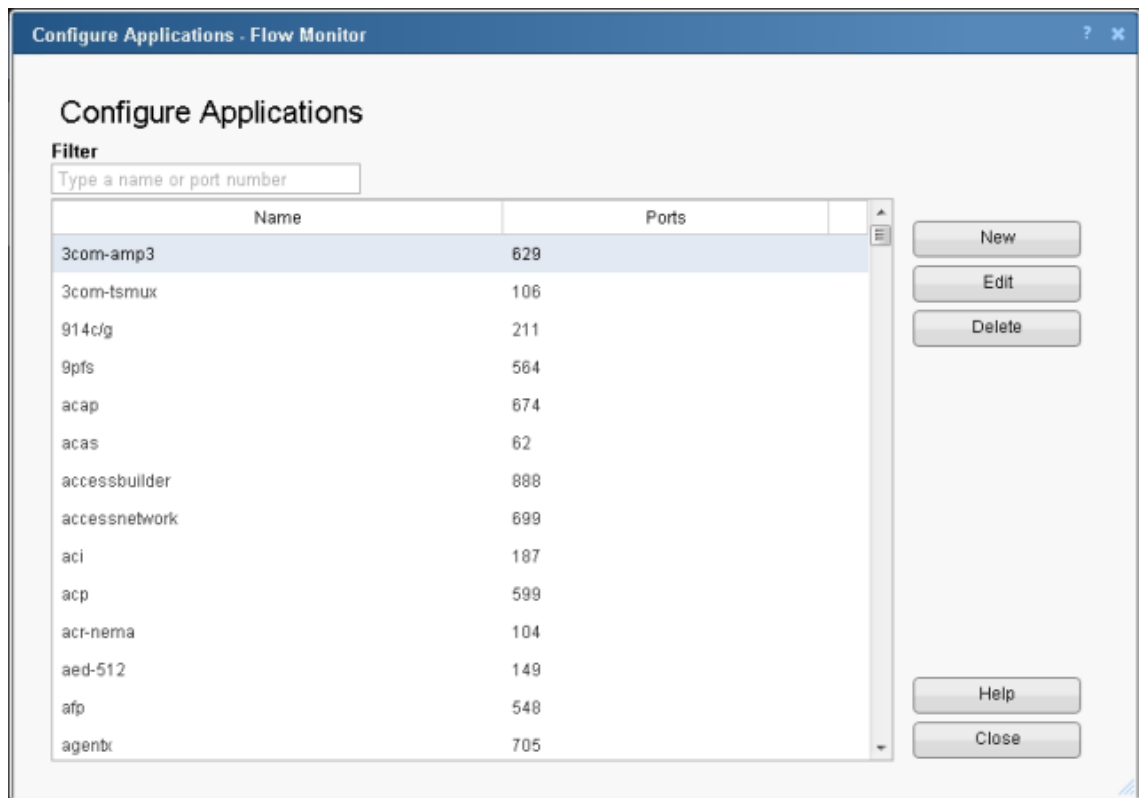 Configure Applications - Flow Monitor
Configure Applications
Filter
Type a name or port number
Name Ports
3com-amp3 629
3com-tsmux 106
914c/g 211
9pfs 564
acap 674
acas 62
accessbuilder 888
accessnetwork 699
aci 187
acp 599
acr-nema 104
aed-512 149
afp 548
agentx 705
New
Edit
Delete
Help
Close